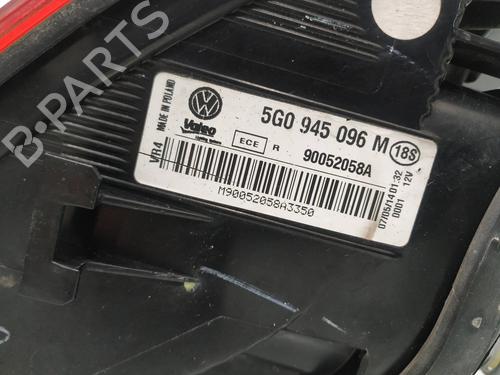 B-PARTS
MADE IN POLAND
Valeo
5G0 945 096 M
18S
ECE R
90052058A
VR4
M90052058A3350
07/05/14 01:32
0001 12V